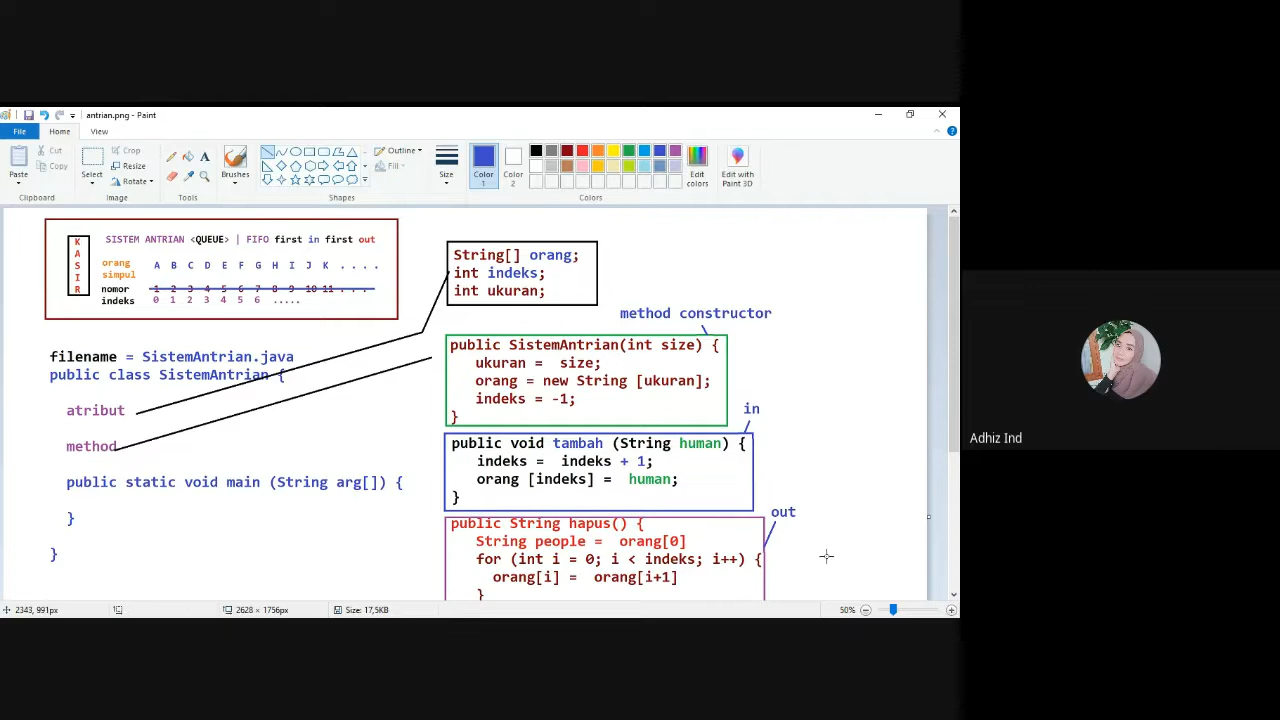 antrian.png - Paint
File Home View
Paste
Cut
Copy
Clipboard
Select
Crop
Resize
Rotate
Image
Tools
Brushes
Shapes
Outline
Fill
Size
Color 1
Color 2
Colors
Edit colors
Edit with Paint 3D
KASIR
SISTEM ANTRIAN <QUEUE> | FIFO first in first out
orang A B C D E F G H I J K . . . .
simpul
nomor 1 2 3 4 5 6 7 8 9 10 11 . . .
indeks 0 1 2 3 4 5 6 .....
filename = SistemAntrian.java
public class SistemAntrian {
atribut
method
public static void main (String arg[]) {
}
}
String[] orang;
int indeks;
int ukuran;
method constructor
public SistemAntrian(int size) {
ukuran = size;
orang = new String [ukuran];
indeks = -1;
}
in
public void tambah (String human) {
indeks = indeks + 1;
orang [indeks] = human;
}
out
public String hapus() {
String people = orang[0]
for (int i = 0; i < indeks; i++) {
orang[i] = orang[i+1]
}
2343, 991px
2628 × 1756px
Size: 17,5KB
50%
Adhiz Ind